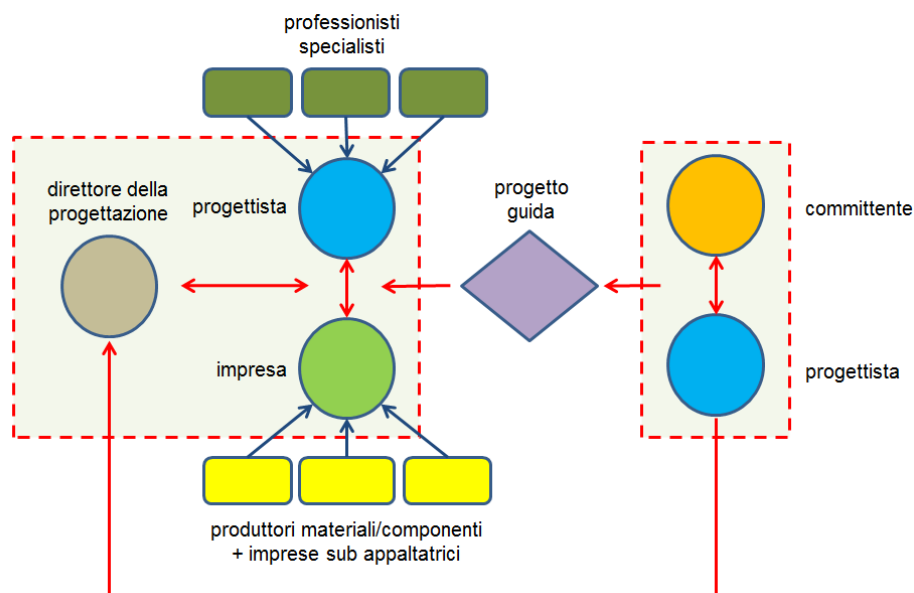 professionisti
specialisti
direttore della
progettazione
progettista
progetto
guida
committente
impresa
progettista
produttori materiali/componenti
+ imprese sub appaltatrici